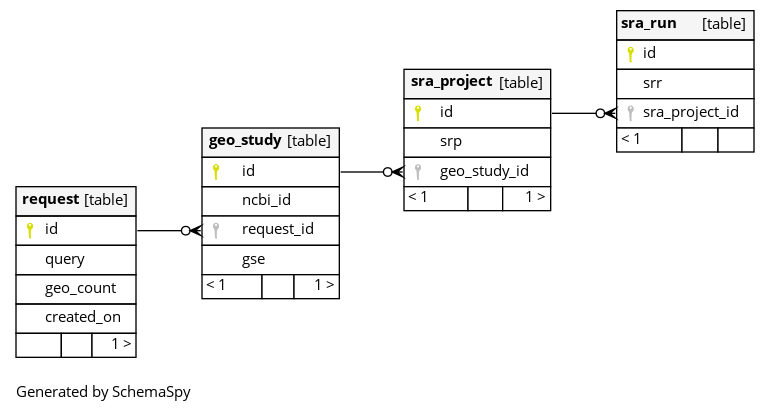 request [table]
id
query
geo_count
created_on
1 >
geo_study [table]
id
ncbi_id
request_id
gse
< 1 1 >
sra_project [table]
id
srp
geo_study_id
< 1 1 >
sra_run [table]
id
srr
sra_project_id
< 1
Generated by SchemaSpy